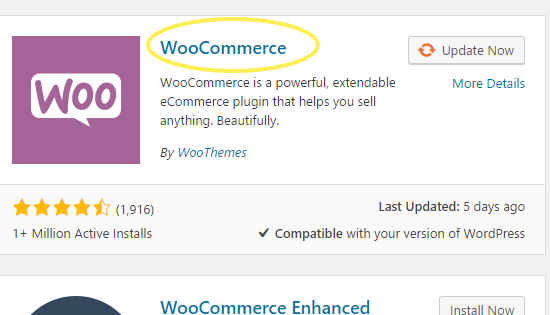 WooCommerce
Update Now
WOO
WooCommerce is a powerful, extendable
More Details
eCommerce plugin that helps you sell
anything. Beautifully.
By WooThemes
(1,916)
Last Updated: 5 days ago
1+ Million Active Installs
Compatible with your version of WordPress
WooCommerce Enhanced
Install Now